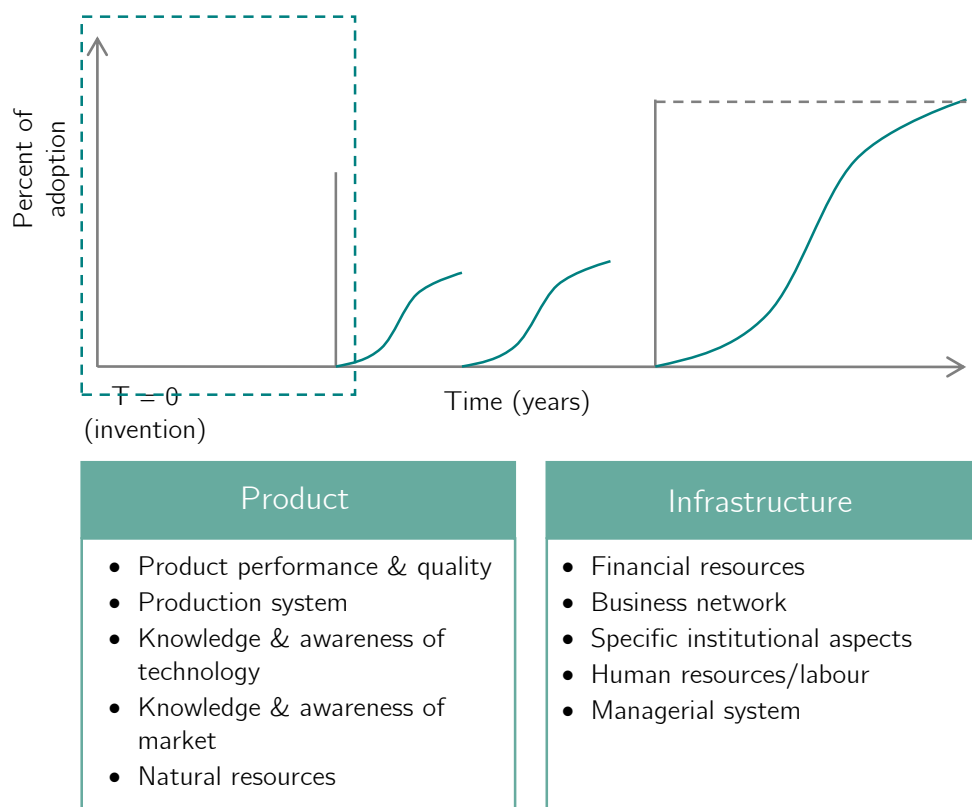 Percent of
adoption
T = 0
(invention)
Time (years)
Product
• Product performance & quality
• Production system
• Knowledge & awareness of
technology
• Knowledge & awareness of
market
• Natural resources
Infrastructure
• Financial resources
• Business network
• Specific institutional aspects
• Human resources/labour
• Managerial system